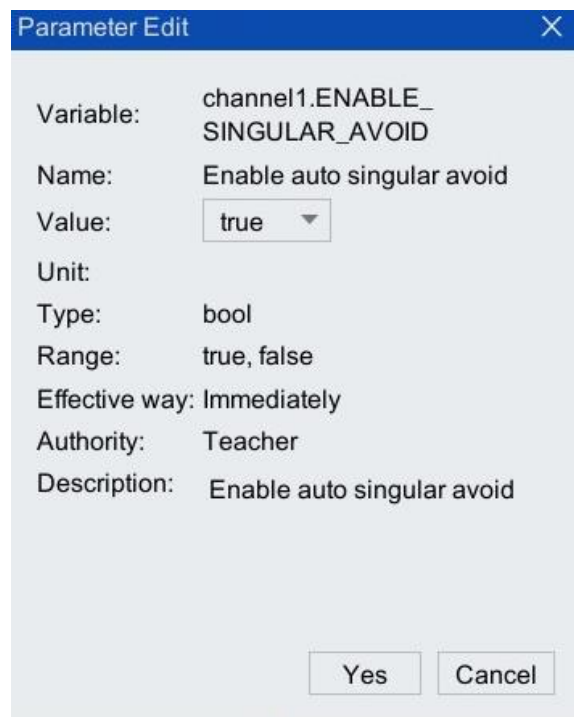 Parameter Edit X
Variable: channel1.ENABLE_
SINGULAR_AVOID
Name: Enable auto singular avoid
Value: true
Unit:
Type: bool
Range: true, false
Effective way: Immediately
Authority: Teacher
Description: Enable auto singular avoid
Yes Cancel